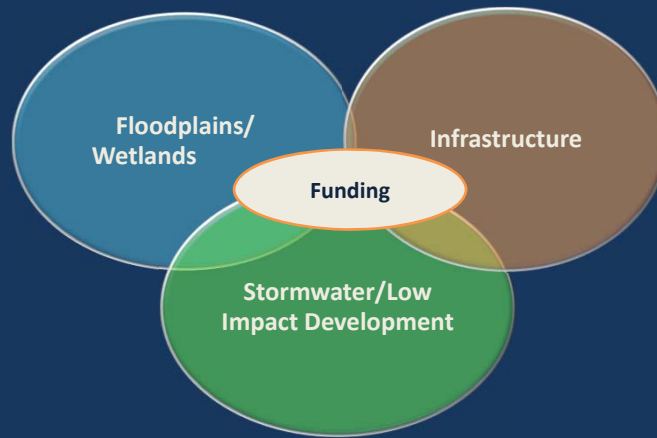 Floodplains/
Wetlands
Infrastructure
Funding
Stormwater/Low
Impact Development